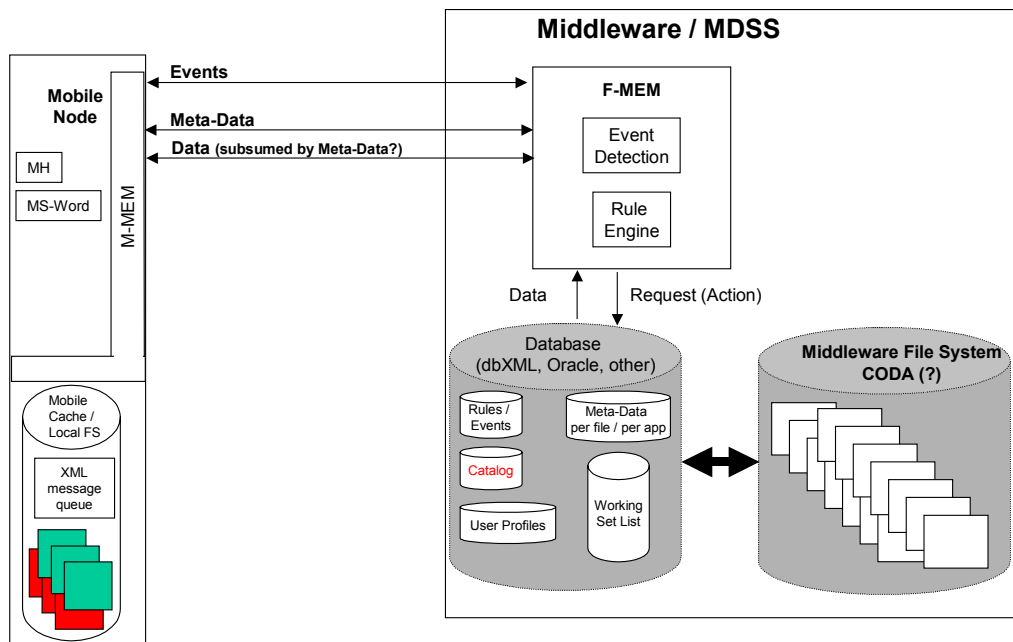 Middleware / MDSS
Mobile
Node
MH
MS-Word
M-MEM
Events
Meta-Data
Data (subsumed by Meta-Data?)
F-MEM
Event
Detection
Rule
Engine
Data
Request (Action)
Mobile
Cache /
Local FS
XML
message
queue
Database
(dbXML, Oracle, other)
Rules /
Events
Meta-Data
per file / per app
Catalog
User Profiles
Working
Set List
Middleware File System
CODA (?)